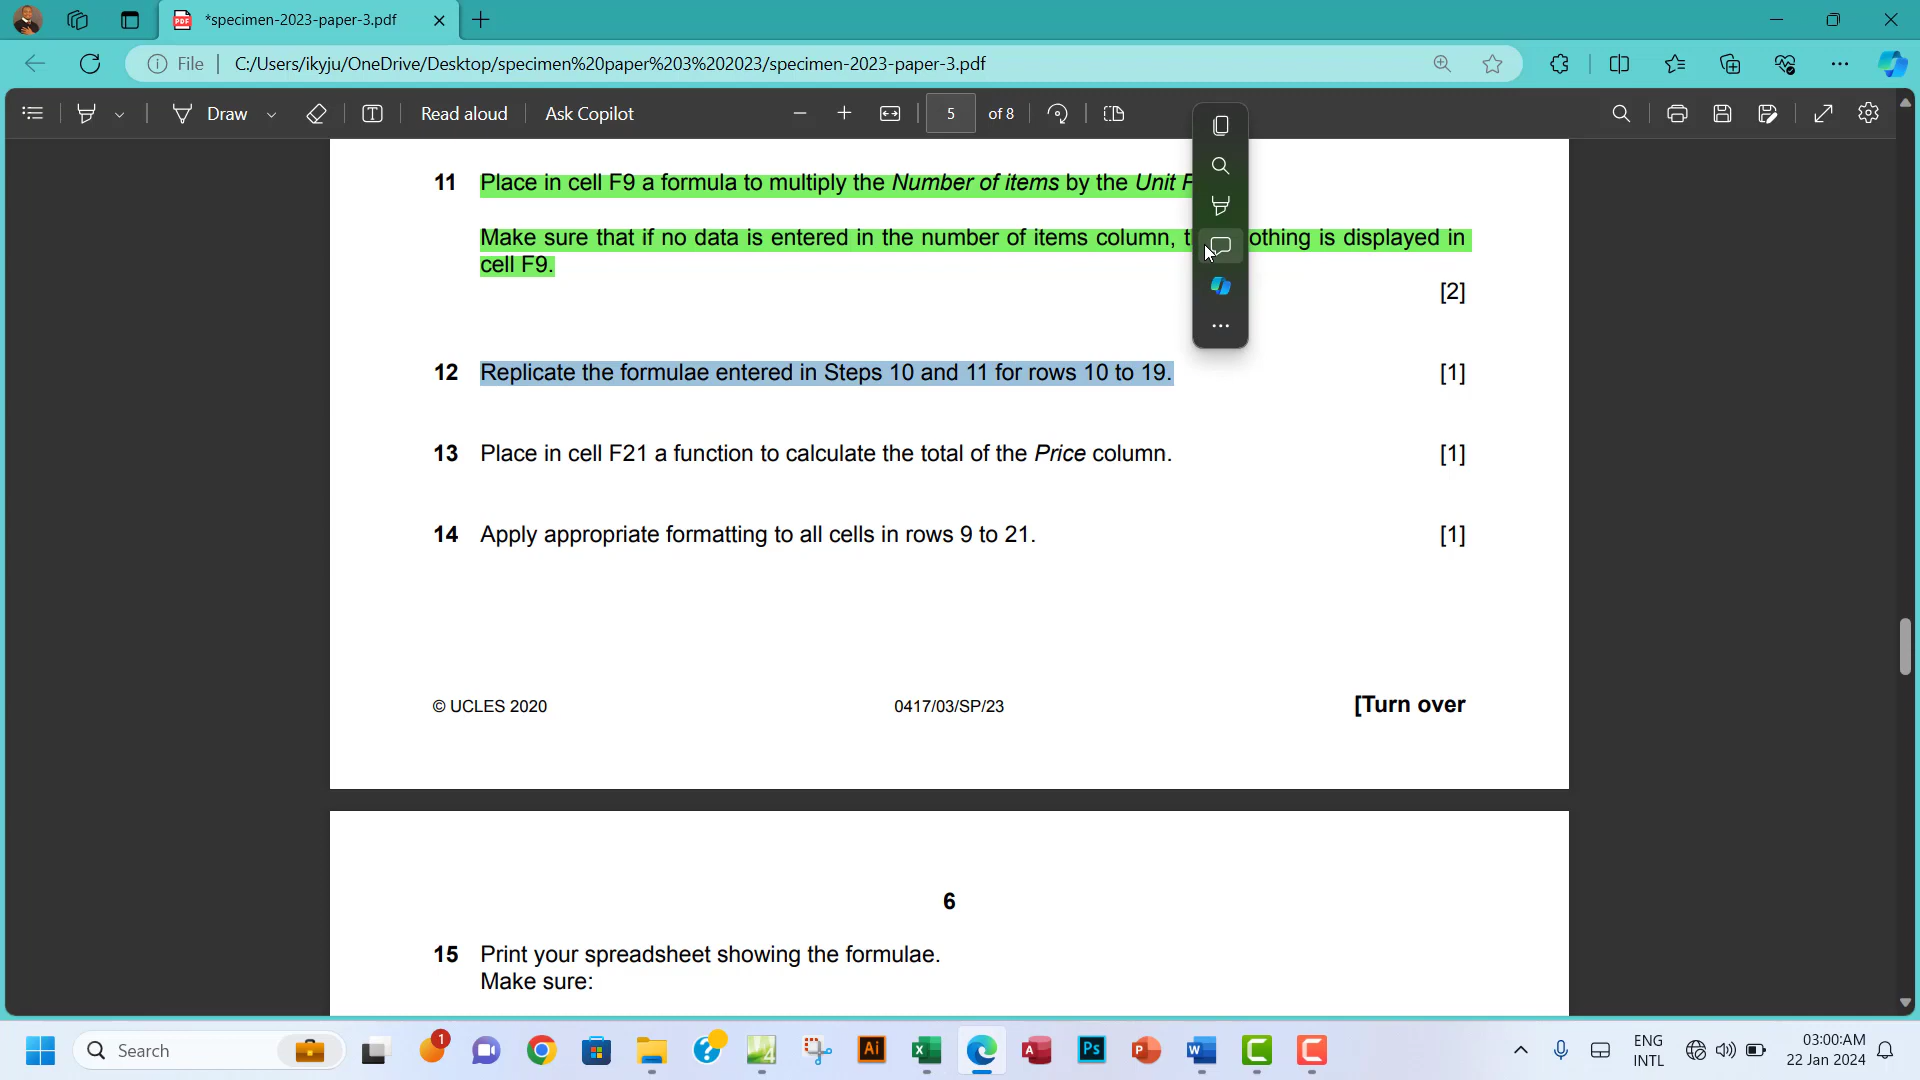 *specimen-2023-paper-3.pdf
File
C:/Users/ikyju/OneDrive/Desktop/specimen%20paper%203%202023/specimen-2023-paper-3.pdf
Draw
Read aloud
Ask Copilot
5
of 8
11 Place in cell F9 a formula to multiply the Number of items by the Unit
Make sure that if no data is entered in the number of items column, othing is displayed in
cell F9.
[2]
12 Replicate the formulae entered in Steps 10 and 11 for rows 10 to 19. [1]
13 Place in cell F21 a function to calculate the total of the Price column. [1]
14 Apply appropriate formatting to all cells in rows 9 to 21. [1]
© UCLES 2020
0417/03/SP/23
[Turn over
6
15 Print your spreadsheet showing the formulae.
Make sure:
Search
1
Ai
Ps
ENG
INTL
03:00:AM
22 Jan 2024